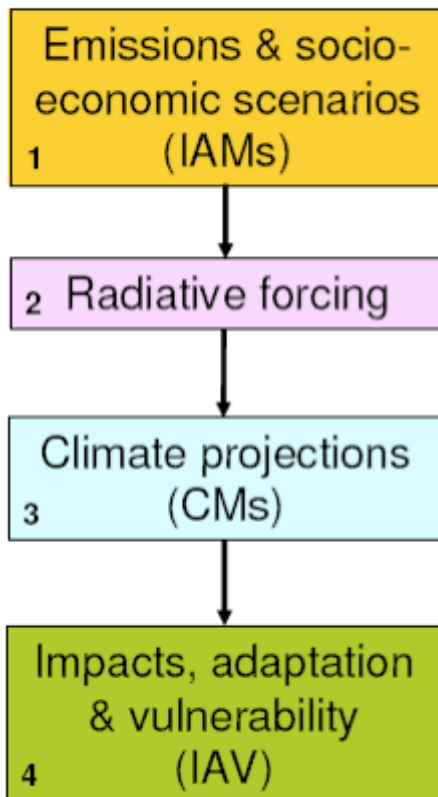 Emissions & socio-
economic scenarios
1 (IAMs)
2 Radiative forcing
Climate projections
3 (CMs)
Impacts, adaptation
& vulnerability
4 (IAV)